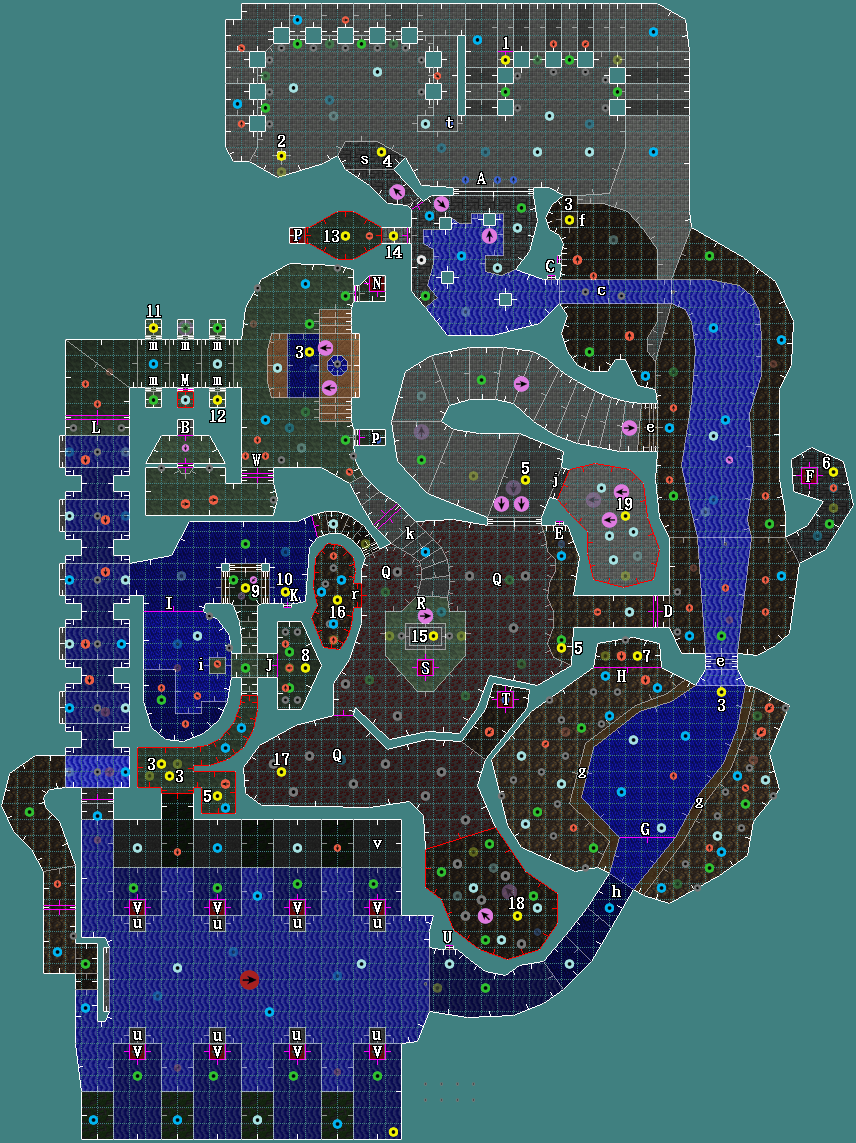 1
t
2
s 4
A
3
f
P 13
14
C
N
c
11
3
m m m
m M m
12
L
B
P
e
W
5
j
6
F
19
k
E
Q
Q
I
9
10
K
r
16
R
15
D
5
i
J
8
S
7
H
e
T
3
3
3
Q
17
g
g
5
G
v
h
18
V V V V
u u u u
U
u u u u
V V V V